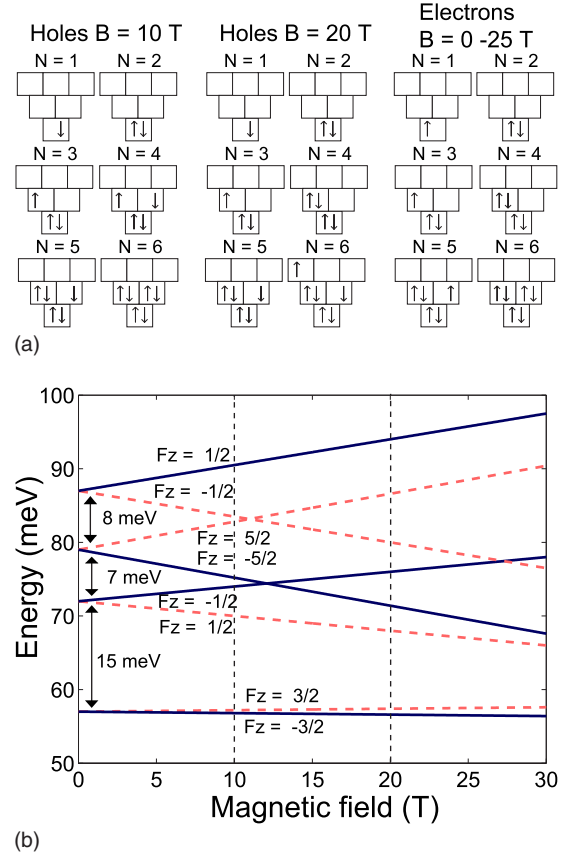 Holes B = 10 T
Holes B = 20 T
Electrons
B = 0 -25 T
N = 1
N = 2
N = 1
N = 2
N = 1
N = 2
↓
↑↓
↓
↑↓
↑
↑↓
N = 3
N = 4
N = 3
N = 4
N = 3
N = 4
↑
↑
↓
↑
↑↓
↑
↑↓
↑↓
↑↓
↑↓
↑↓
↑↓
↑↓
N = 5
N = 6
N = 5
N = 6
N = 5
N = 6
↑
↑↓
↓
↑↓
↑↓
↑↓
↓
↑↓
↓
↑↓
↑
↑↓
↑↓
↑↓
↑↓
↑↓
↑↓
↑↓
↑↓
(a)
100
90
80
70
60
50
Energy (meV)
Fz = 1/2
Fz = -1/2
8 meV
Fz = 5/2
Fz = -5/2
7 meV
Fz = -1/2
Fz = 1/2
15 meV
Fz = 3/2
Fz = -3/2
0
5
10
15
20
25
30
Magnetic field (T)
(b)